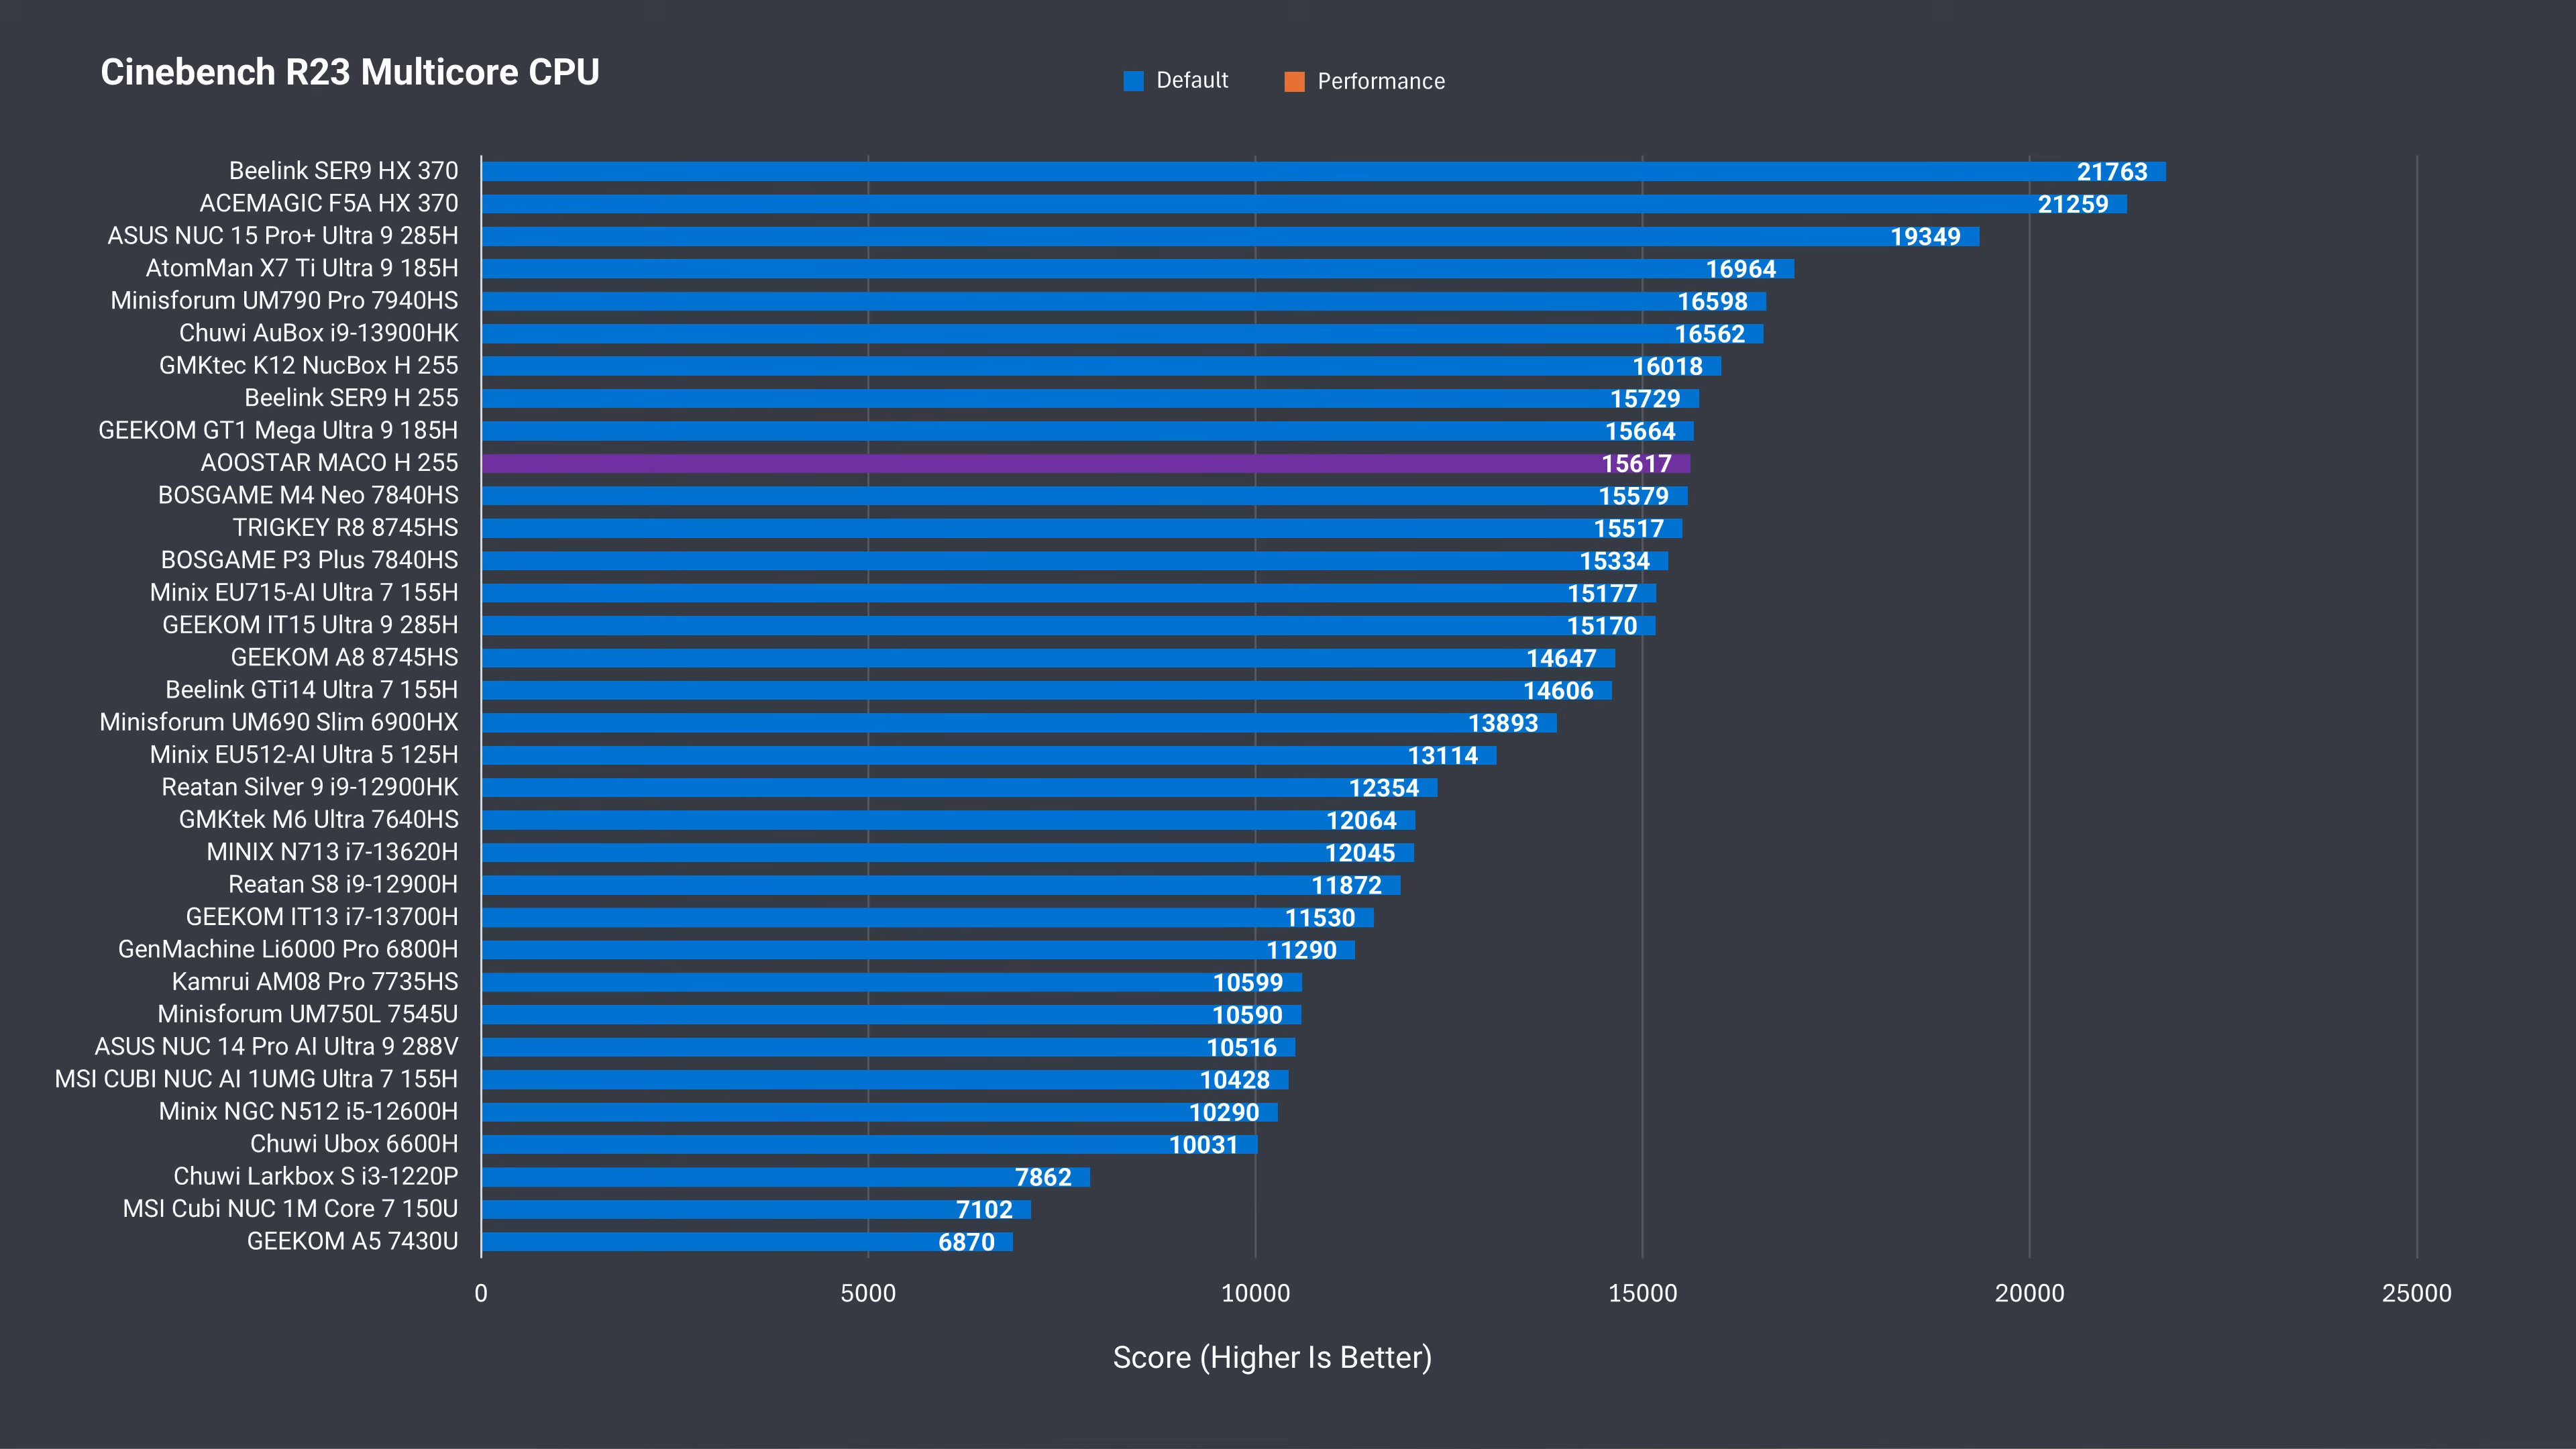 Cinebench R23 Multicore CPU
Default
Performance
Beelink SER9 HX 370 21763
ACEMAGIC F5A HX 370 21259
ASUS NUC 15 Pro+ Ultra 9 285H 19349
AtomMan X7 Ti Ultra 9 185H 16964
Minisforum UM790 Pro 7940HS 16598
Chuwi AuBox i9-13900HK 16562
GMKtec K12 NucBox H 255 16018
Beelink SER9 H 255 15729
GEEKOM GT1 Mega Ultra 9 185H 15664
AOOSTAR MACO H 255 15617
BOSGAME M4 Neo 7840HS 15579
TRIGKEY R8 8745HS 15517
BOSGAME P3 Plus 7840HS 15334
Minix EU715-AI Ultra 7 155H 15177
GEEKOM IT15 Ultra 9 285H 15170
GEEKOM A8 8745HS 14647
Beelink GTi14 Ultra 7 155H 14606
Minisforum UM690 Slim 6900HX 13893
Minix EU512-AI Ultra 5 125H 13114
Reatan Silver 9 i9-12900HK 12354
GMKtek M6 Ultra 7640HS 12064
MINIX N713 i7-13620H 12045
Reatan S8 i9-12900H 11872
GEEKOM IT13 i7-13700H 11530
GenMachine Li6000 Pro 6800H 11290
Kamrui AM08 Pro 7735HS 10599
Minisforum UM750L 7545U 10590
ASUS NUC 14 Pro AI Ultra 9 288V 10516
MSI CUBI NUC AI 1UMG Ultra 7 155H 10428
Minix NGC N512 i5-12600H 10290
Chuwi Ubox 6600H 10031
Chuwi Larkbox S i3-1220P 7862
MSI Cubi NUC 1M Core 7 150U 7102
GEEKOM A5 7430U 6870
0 5000 10000 15000 20000 25000
Score (Higher Is Better)